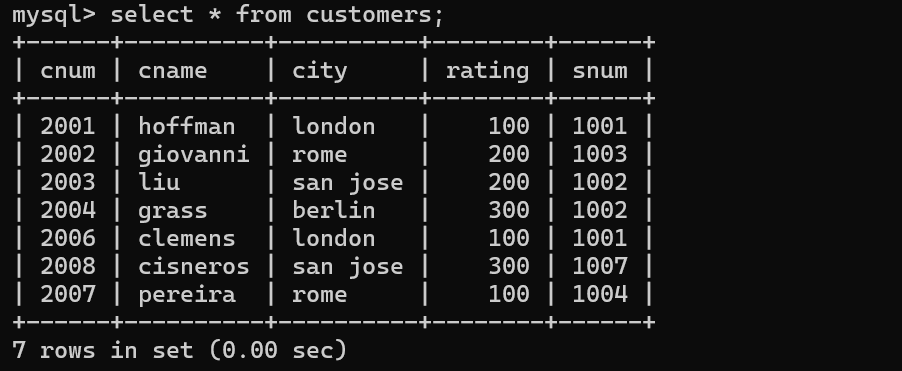 mysql> select * from customers;
+------+----------+----------+--------+------+
| cnum | cname    | city     | rating | snum |
+------+----------+----------+--------+------+
| 2001 | hoffman  | london   |    100 | 1001 |
| 2002 | giovanni | rome     |    200 | 1003 |
| 2003 | liu      | san jose |    200 | 1002 |
| 2004 | grass    | berlin   |    300 | 1002 |
| 2006 | clemens  | london   |    100 | 1001 |
| 2008 | cisneros | san jose |    300 | 1007 |
| 2007 | pereira  | rome     |    100 | 1004 |
+------+----------+----------+--------+------+
7 rows in set (0.00 sec)